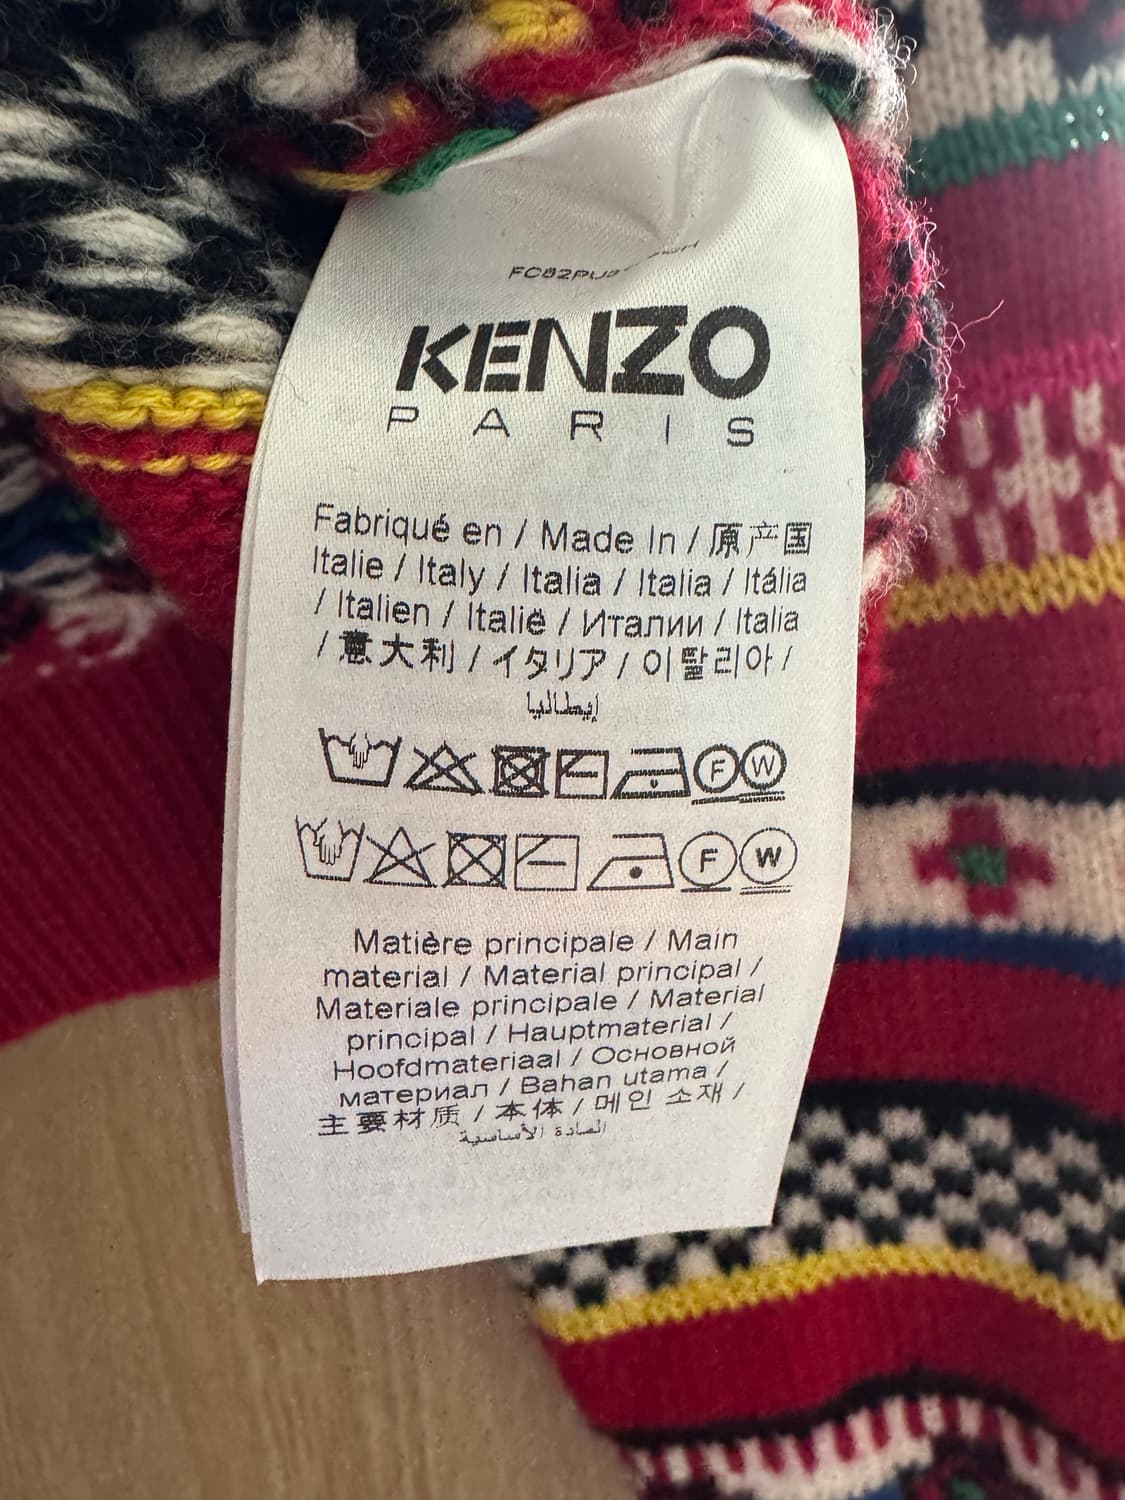 KENZO
PARIS
Fabriqué en / Made In / 原产国
Italie / Italy / Italia / Italia / Itália
/ Italien / Italië / Италии / Italia
/ 意大利 / イタリア / 이탈리아 /
إيطاليا
F W
F W
Matière principale / Main
material / Material principal /
Materiale principale / Material
principal / Hauptmaterial /
Hoofdmateriaal / Основной
материал / Bahan utama /
主要材质 / 本体 / 메인 소재 /
المادة الأساسية